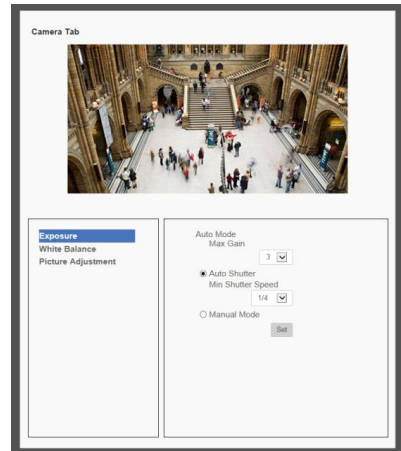 Camera Tab
Exposure
White Balance
Picture Adjustment
Auto Mode
Max Gain
3
Auto Shutter
Min Shutter Speed
1/4
Manual Mode
Set